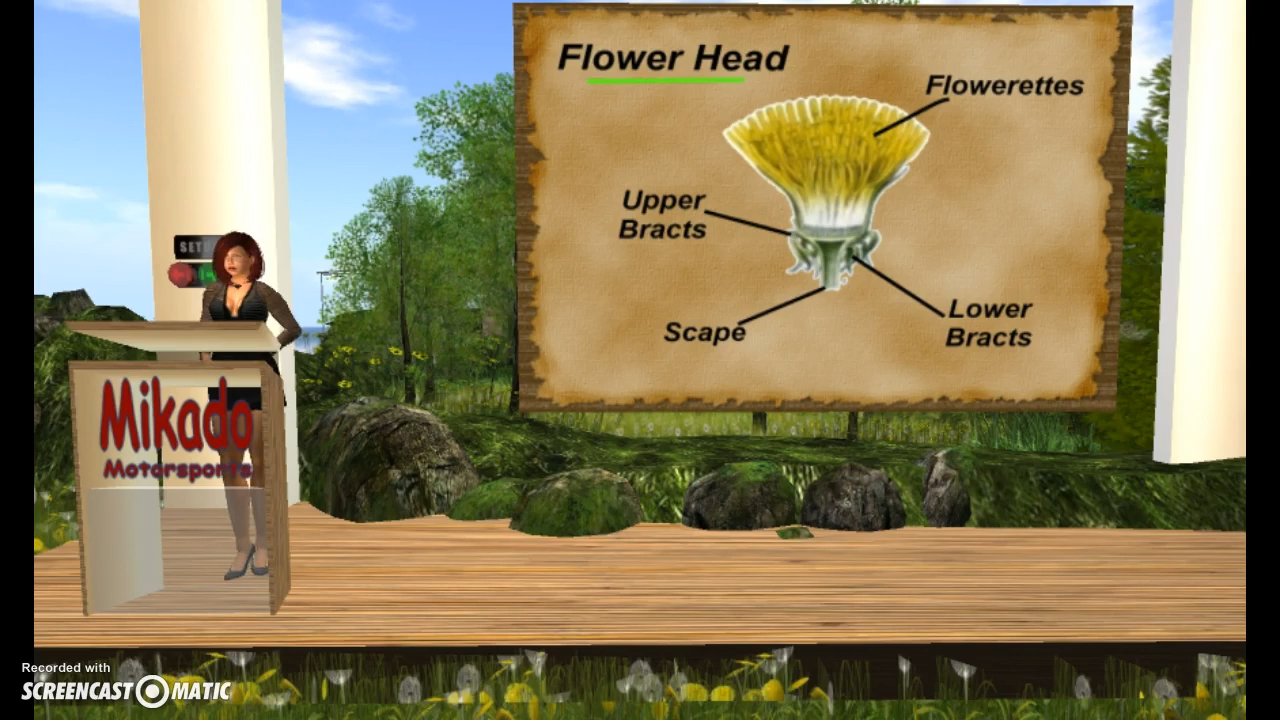 Flower Head
Flowerettes
Upper
Bracts
Scape
Lower
Bracts
Mikado
Motorsports
Recorded with
SCREENCAST-O-MATIC